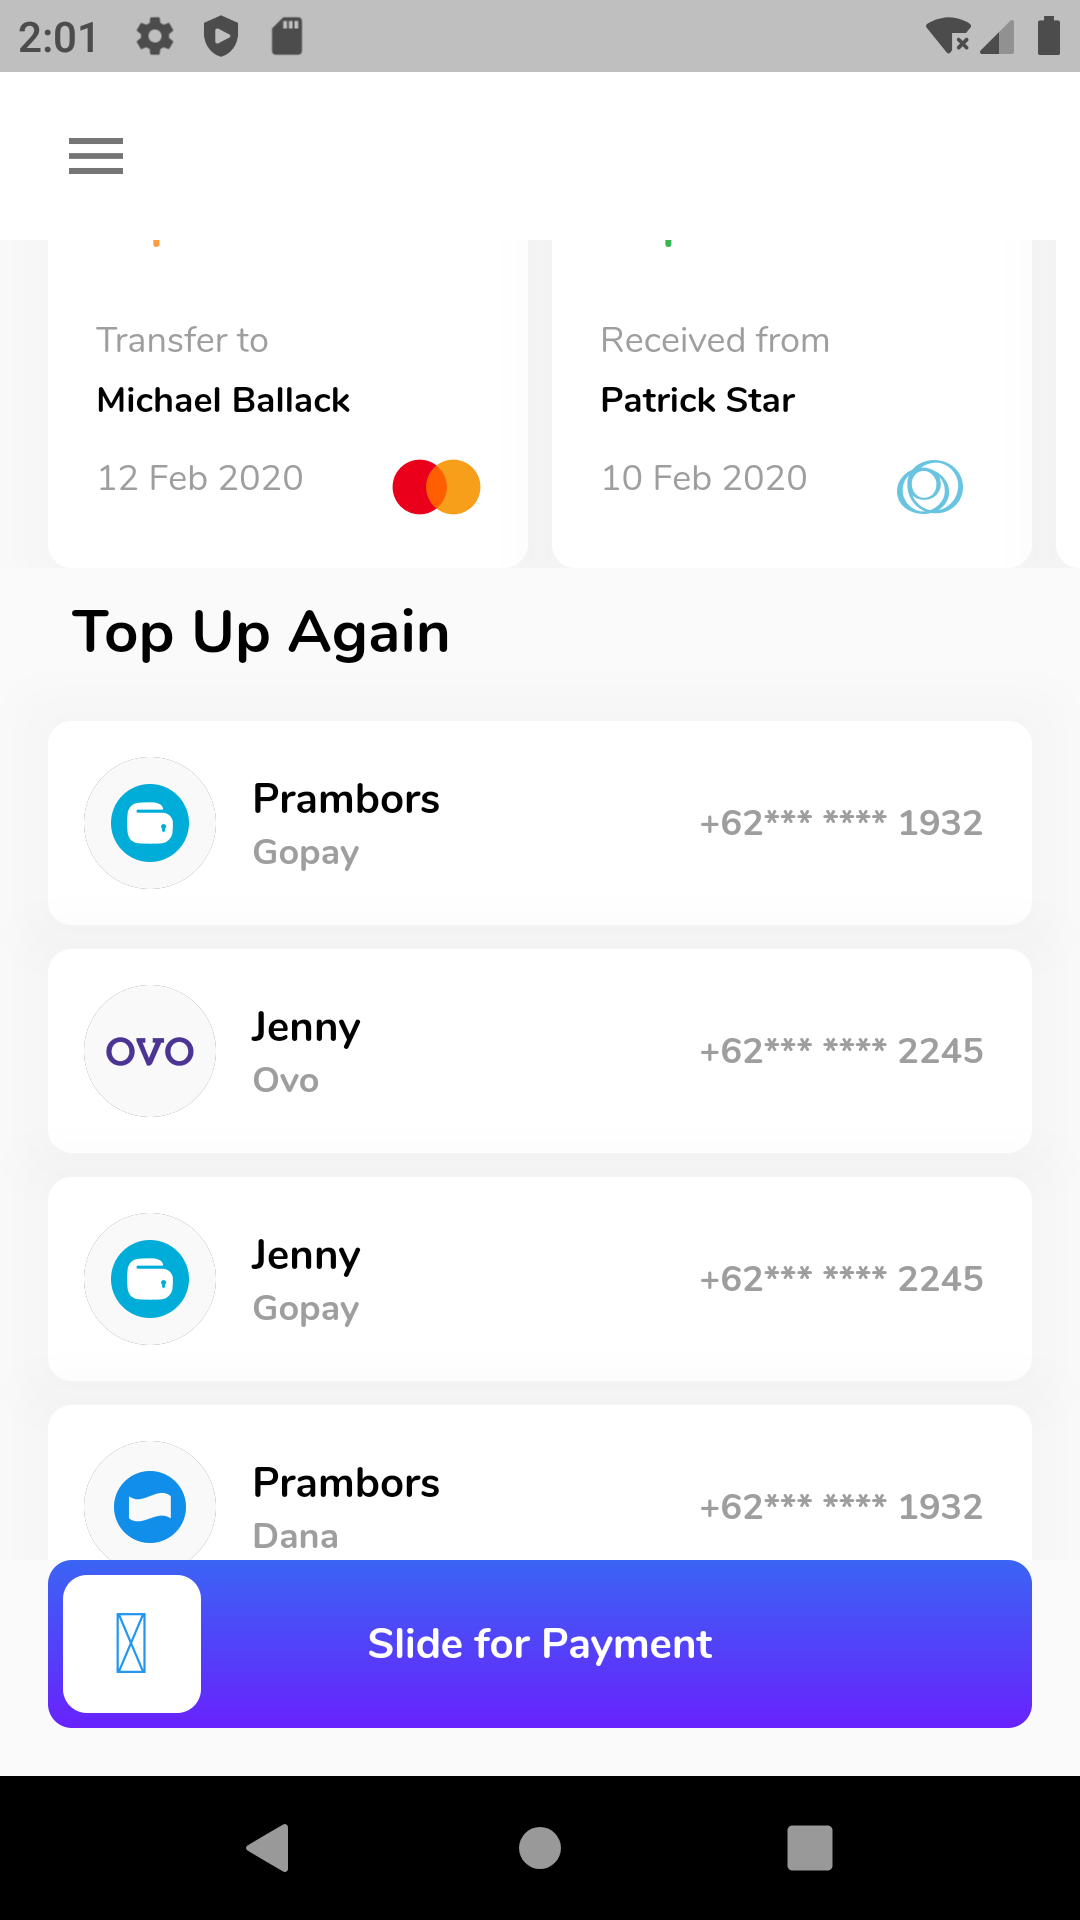 2:01
Transfer to
Michael Ballack
12 Feb 2020
Received from
Patrick Star
10 Feb 2020
Top Up Again
Prambors
Gopay
+62*** **** 1932
OVO
Jenny
Ovo
+62*** **** 2245
Jenny
Gopay
+62*** **** 2245
Prambors
Dana
+62*** **** 1932
Slide for Payment